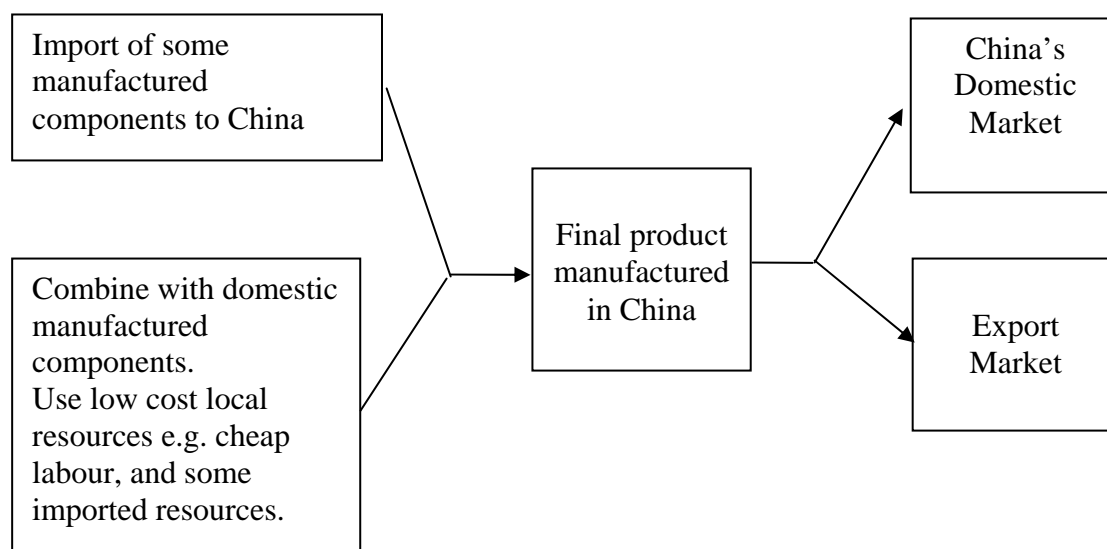 Import of some
manufactured
components to China
Combine with domestic
manufactured
components.
Use low cost local
resources e.g. cheap
labour, and some
imported resources.
Final product
manufactured
in China
China’s
Domestic
Market
Export
Market